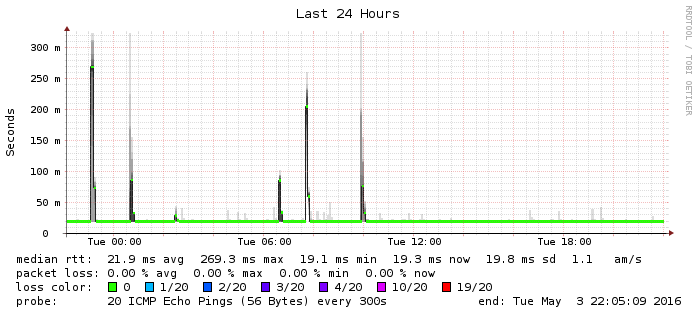 Last 24 Hours
RRDTOOL / TOBI OETIKER
Seconds
300 m
250 m
200 m
150 m
100 m
50 m
0
Tue 00:00 Tue 06:00 Tue 12:00 Tue 18:00
median rtt: 21.9 ms avg 269.3 ms max 19.1 ms min 19.3 ms now 19.8 ms sd 1.1 am/s
packet loss: 0.00 % avg 0.00 % max 0.00 % min 0.00 % now
loss color: 0 1/20 2/20 3/20 4/20 10/20 19/20
probe: 20 ICMP Echo Pings (56 Bytes) every 300s end: Tue May 3 22:05:09 2016